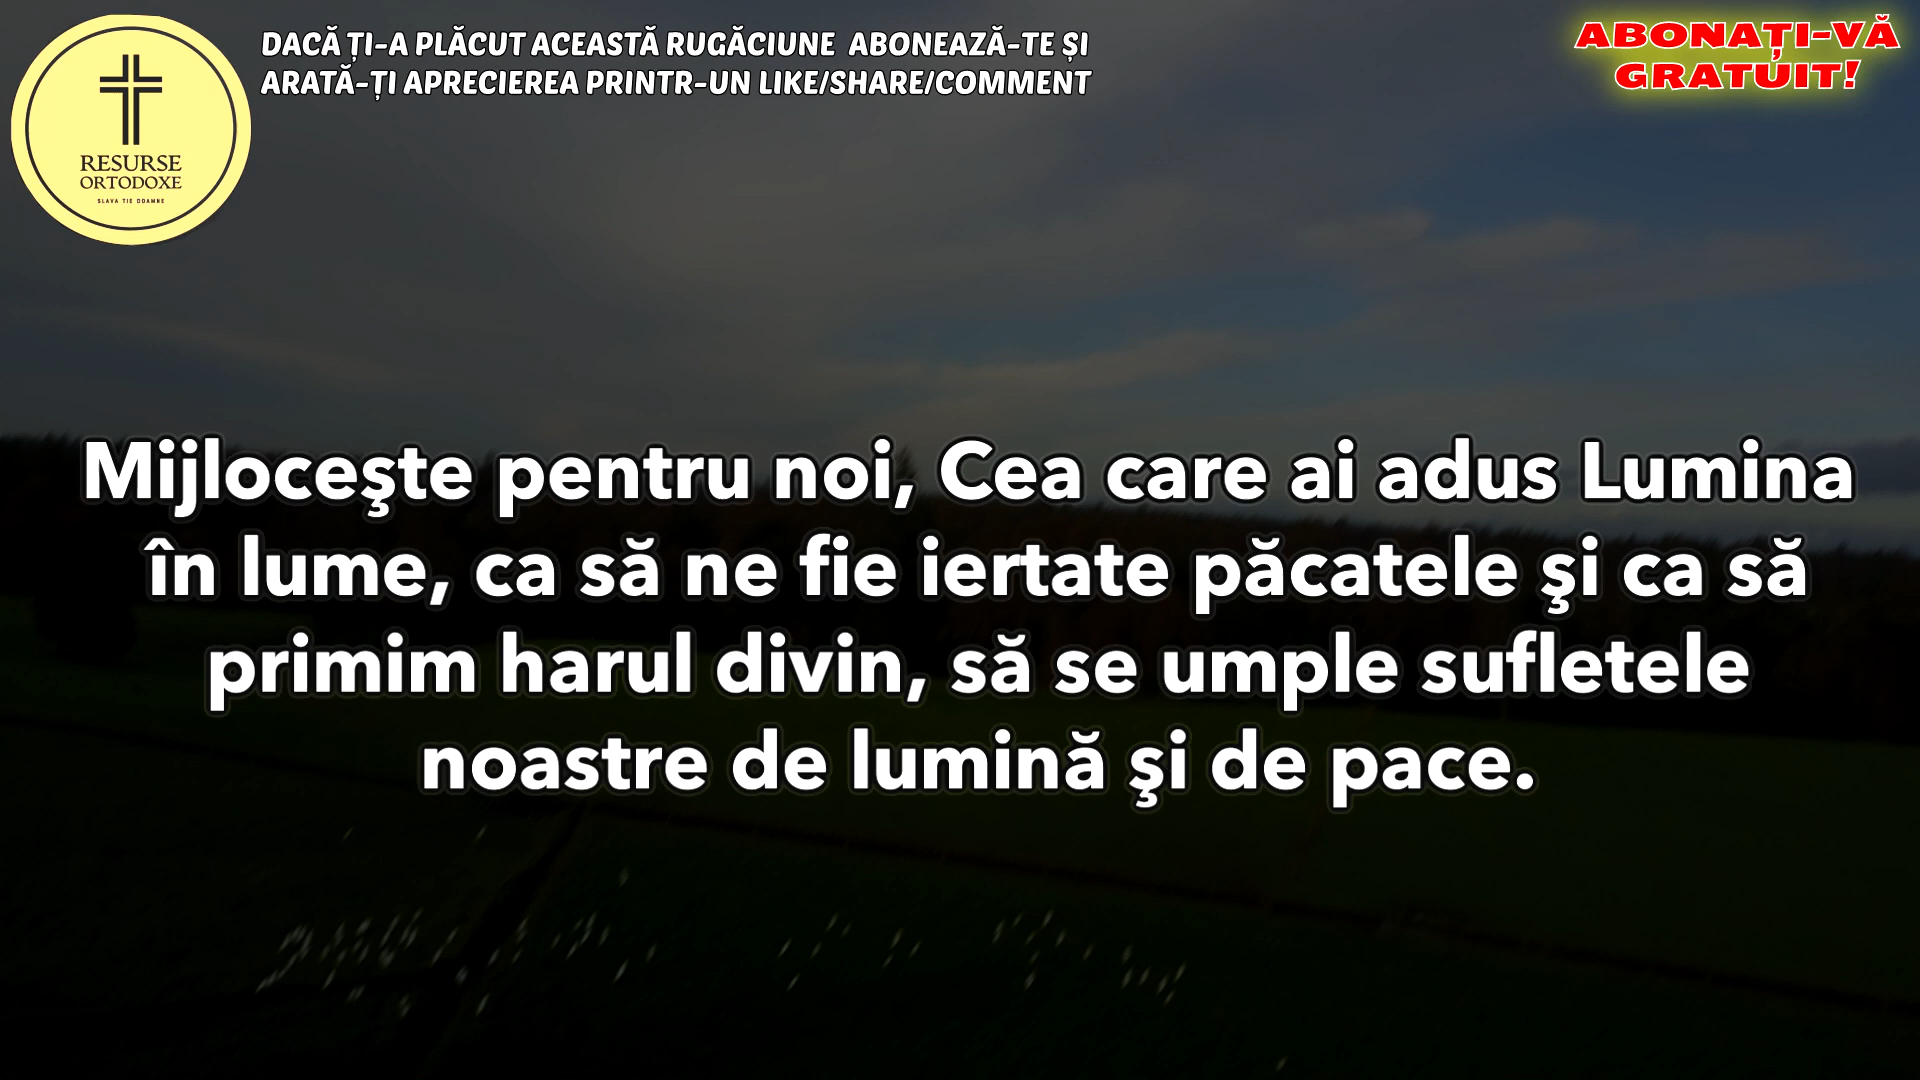 DACĂ ȚI-A PLĂCUT ACEASTĂ RUGĂCIUNE ABONEAZĂ-TE ȘI
ARATĂ-ȚI APRECIEREA PRINTR-UN LIKE/SHARE/COMMENT
ABONAȚI-VĂ
GRATUIT!
RESURSE
ORTODOXE
SLAVA TIE DOAMNE
Mijloceşte pentru noi, Cea care ai adus Lumina
în lume, ca să ne fie iertate păcatele şi ca să
primim harul divin, să se umple sufletele
noastre de lumină şi de pace.